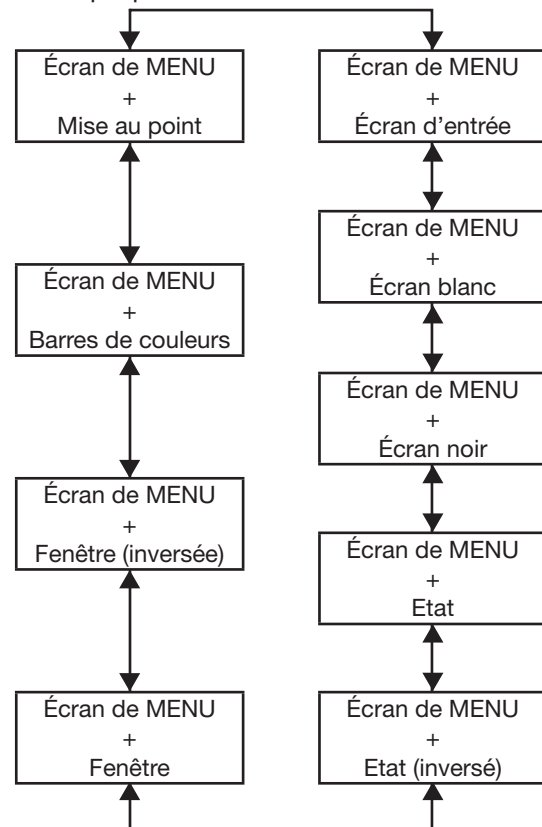 Écran de MENU
+
Mise au point
Écran de MENU
+
Barres de couleurs
Écran de MENU
+
Fenêtre (inversée)
Écran de MENU
+
Fenêtre
Écran de MENU
+
Écran d’entrée
Écran de MENU
+
Écran blanc
Écran de MENU
+
Écran noir
Écran de MENU
+
Etat
Écran de MENU
+
Etat (inversé)